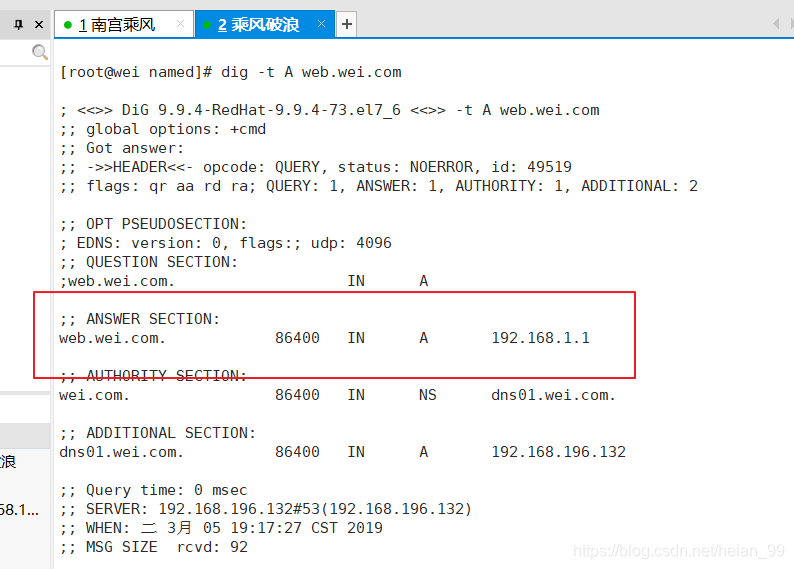 1 南宫乘风
2 乘风破浪
[root@wei named]# dig -t A web.wei.com
; <<>> DiG 9.9.4-RedHat-9.9.4-73.el7_6 <<>> -t A web.wei.com
;; global options: +cmd
;; Got answer:
;; ->>HEADER<<- opcode: QUERY, status: NOERROR, id: 49519
;; flags: qr aa rd ra; QUERY: 1, ANSWER: 1, AUTHORITY: 1, ADDITIONAL: 2
;; OPT PSEUDOSECTION:
; EDNS: version: 0, flags:; udp: 4096
;; QUESTION SECTION:
;web.wei.com. IN A
;; ANSWER SECTION:
web.wei.com. 86400 IN A 192.168.1.1
;; AUTHORITY SECTION:
wei.com. 86400 IN NS dns01.wei.com.
;; ADDITIONAL SECTION:
dns01.wei.com. 86400 IN A 192.168.196.132
;; Query time: 0 msec
;; SERVER: 192.168.196.132#53(192.168.196.132)
;; WHEN: 二 3月 05 19:17:27 CST 2019
;; MSG SIZE rcvd: 92
浪
58.1...
https://blog.csdn.net/heian_99